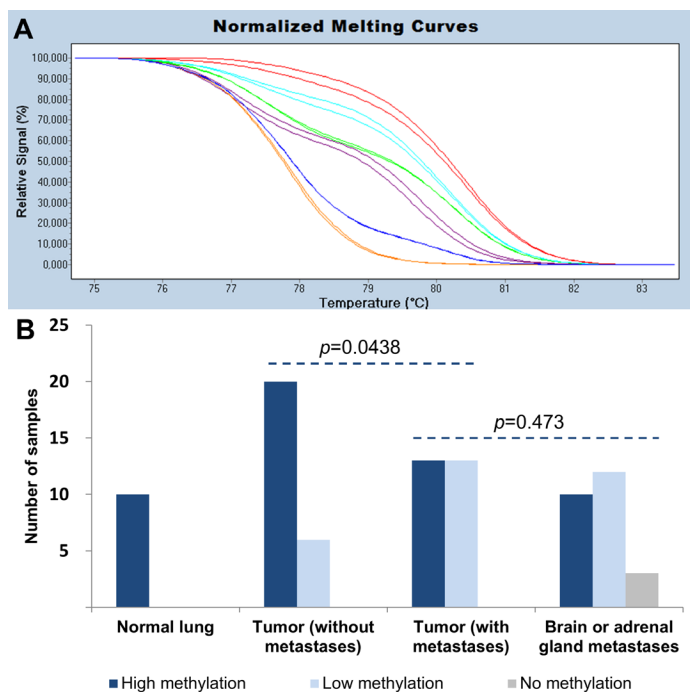 A
Normalized Melting Curves
Relative Signal (%)
100,000
90,000
80,000
70,000
60,000
50,000
40,000
30,000
20,000
10,000
0,000
75 76 77 78 79 80 81 82 83
Temperature (°C)
B
Number of samples
25
20
15
10
5
p=0.0438
p=0.473
Normal lung
Tumor (without
metastases)
Tumor (with
metastases)
Brain or adrenal
gland metastases
High methylation
Low methylation
No methylation